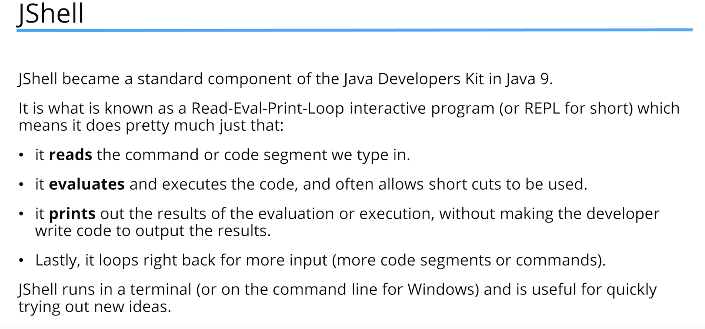 JShell
JShell became a standard component of the Java Developers Kit in Java 9.
It is what is known as a Read-Eval-Print-Loop interactive program (or REPL for short) which
means it does pretty much just that:
• it reads the command or code segment we type in.
• it evaluates and executes the code, and often allows short cuts to be used.
• it prints out the results of the evaluation or execution, without making the developer
write code to output the results.
• Lastly, it loops right back for more input (more code segments or commands).
JShell runs in a terminal (or on the command line for Windows) and is useful for quickly
trying out new ideas.